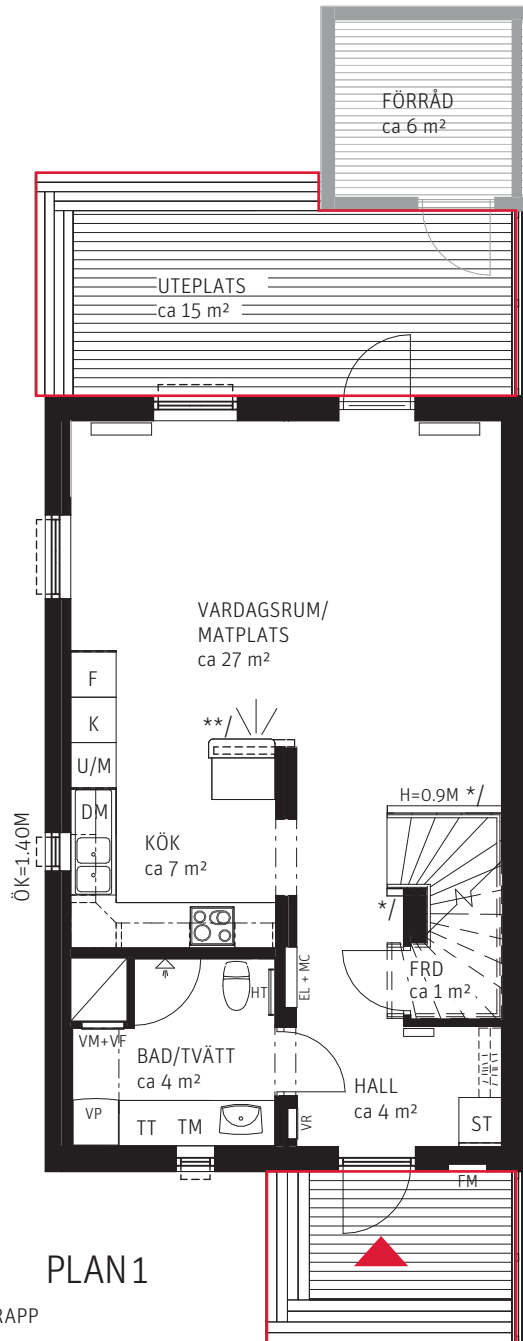 FÖRRÅD
ca 6 m²
UTEPLATS
ca 15 m²
VARDAGSRUM/
MATPLATS
ca 27 m²
F
K
U/M
**/
DM
H=0.9M */
ÖK=1.40M
KÖK
ca 7 m²
*/
FRD
ca 1 m²
EL + MC
HT
VM+VF
BAD/TVÄTT
ca 4 m²
HALL
ca 4 m²
VP
TT
TM
VR
ST
FM
PLAN 1
RAPP